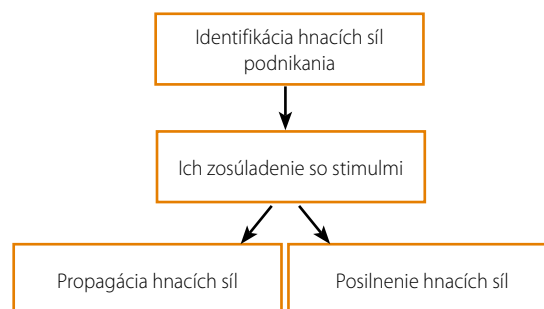 Identifikácia hnacích síl
podnikania
Ich zosúladenie so stimulmi
Propagácia hnacích síl
Posilnenie hnacích síl